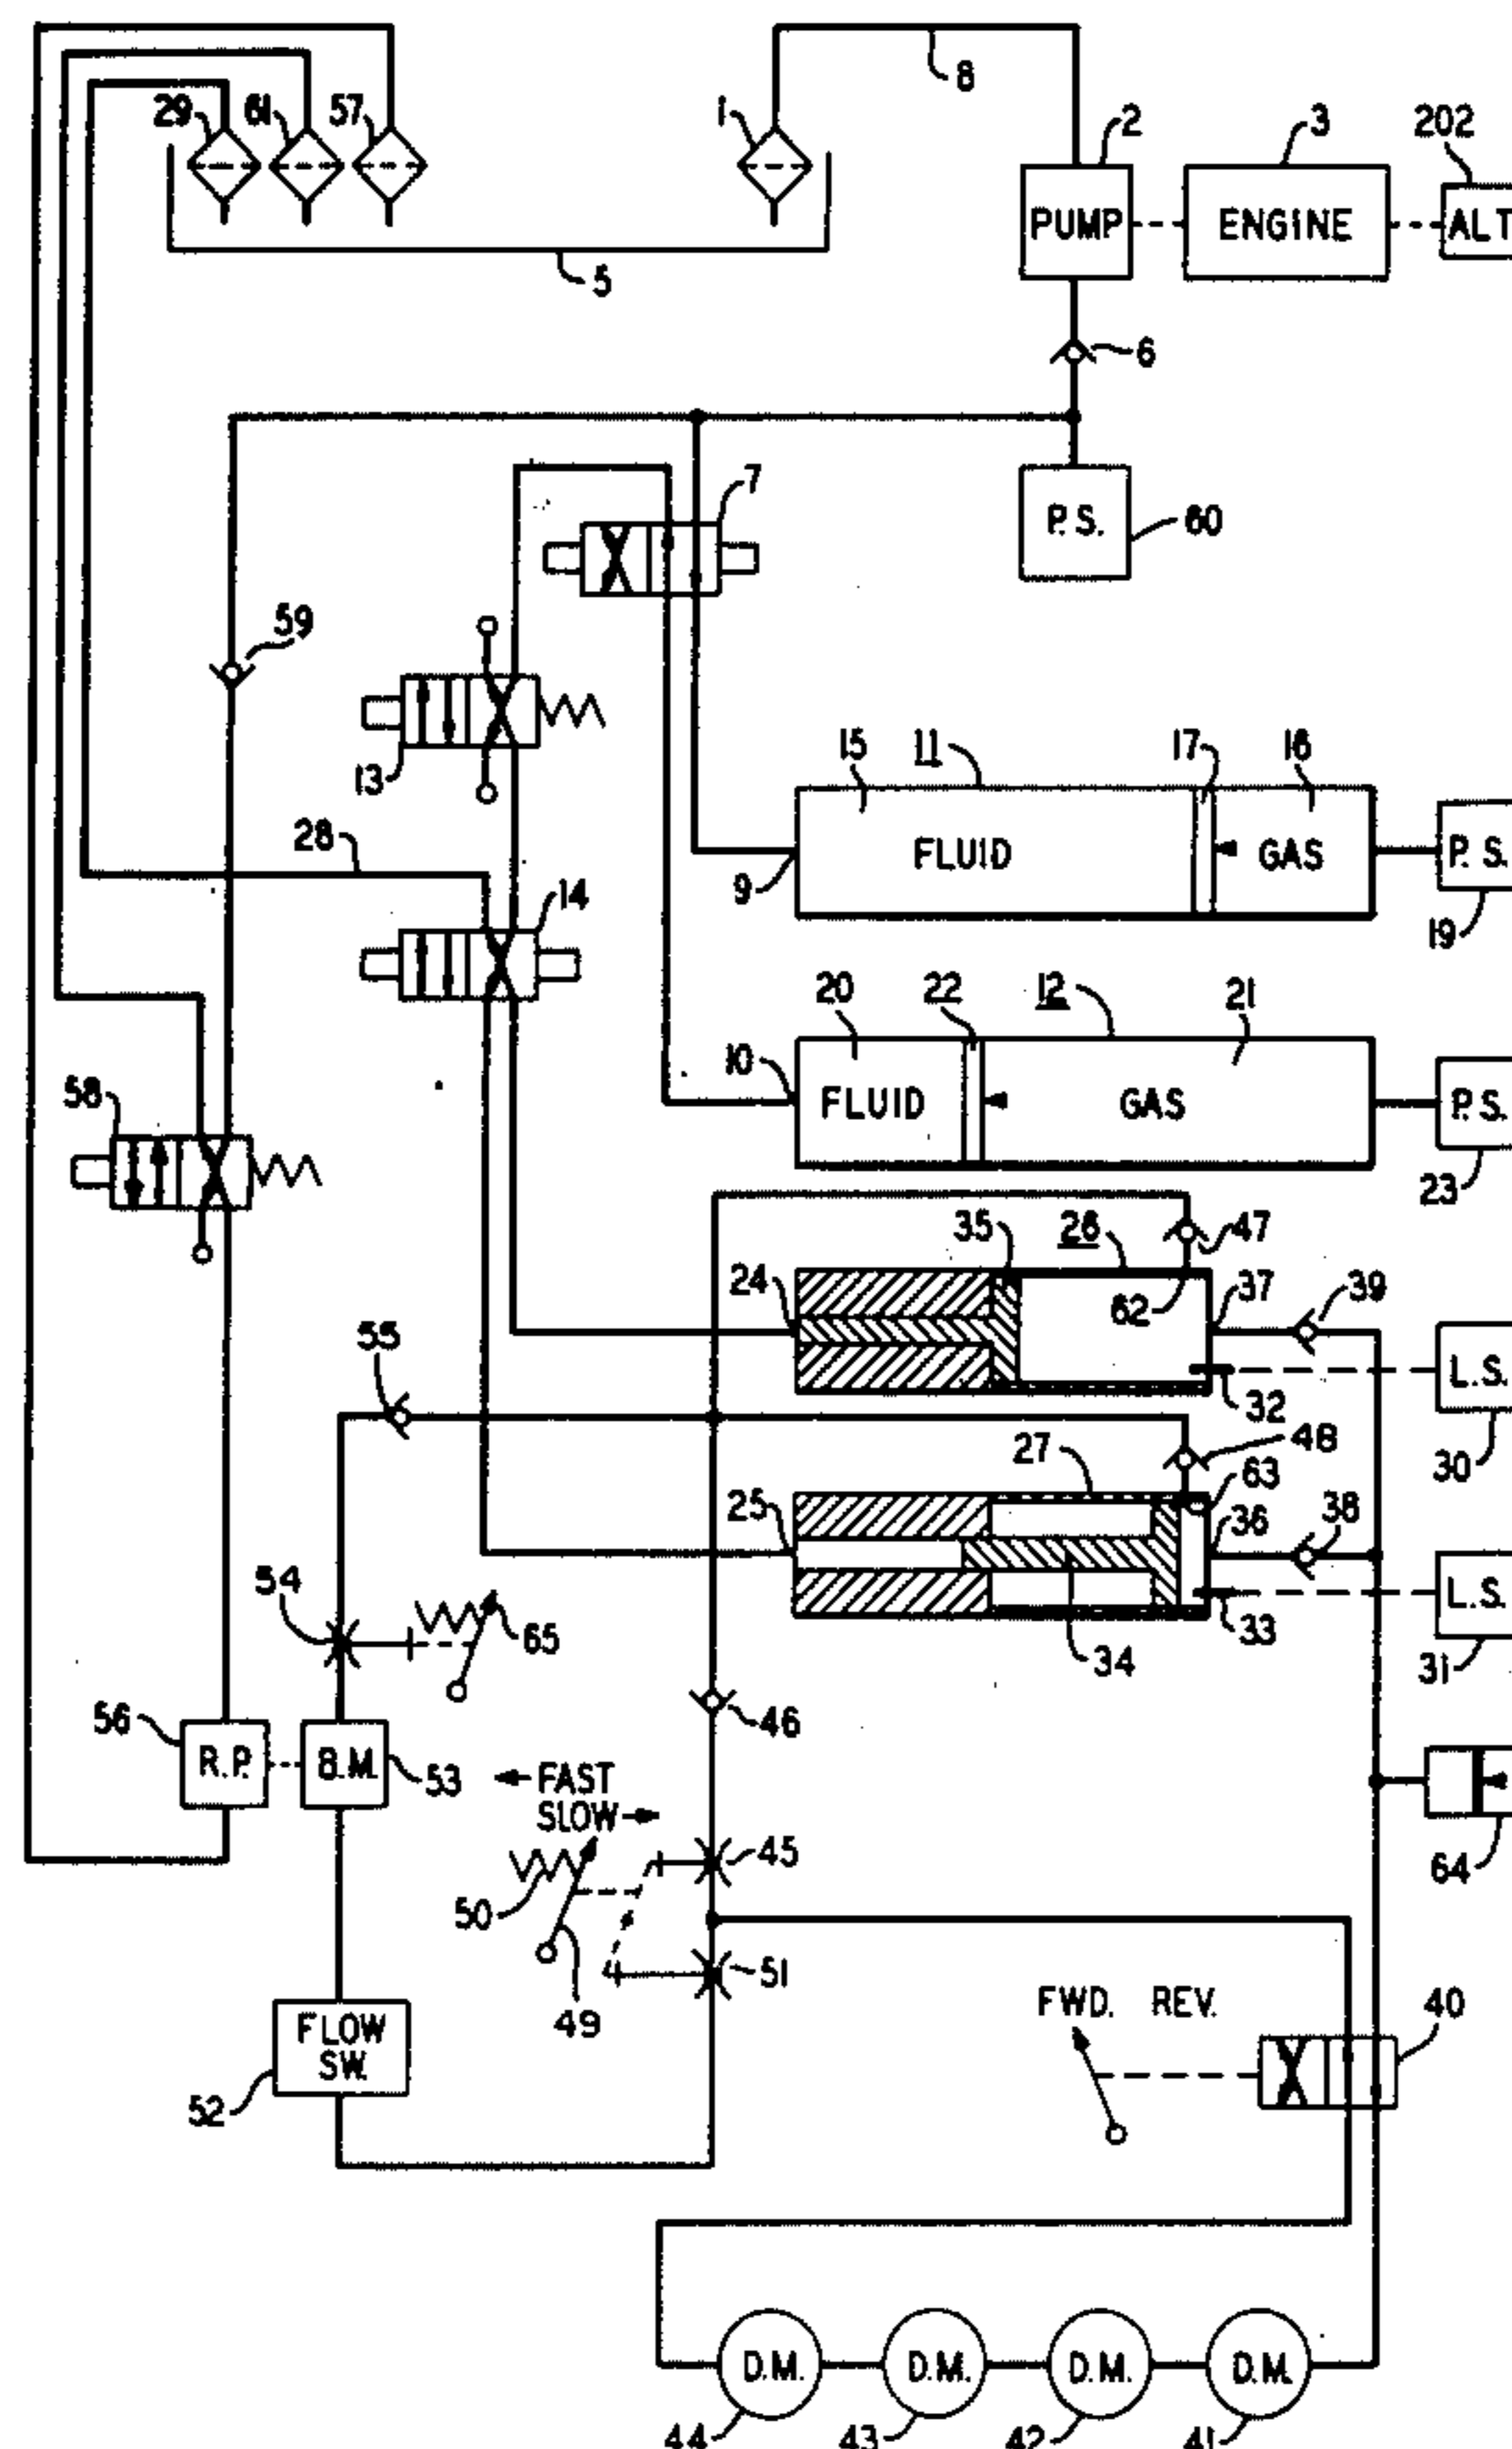 8
29 61 57 1 2 3 202
PUMP ENGINE ALT
5
6
7
P.S. 60
59
13
15 11 17 16
28
FLUID GAS P.S.
9
14
19
20 22 12 21
10
58
FLUID GAS P.S.
23
35 26 47
24 62 37 39
55
L.S.
32
27 48 30
63
25 36 38
54
65 L.S.
33
34 31
56 46
R.P. B.M. 53 FAST
SLOW
45
50 64
51
49 FWD. REV. 40
FLOW
SW.
52
D.M. D.M. D.M. D.M.
44 43 42 41